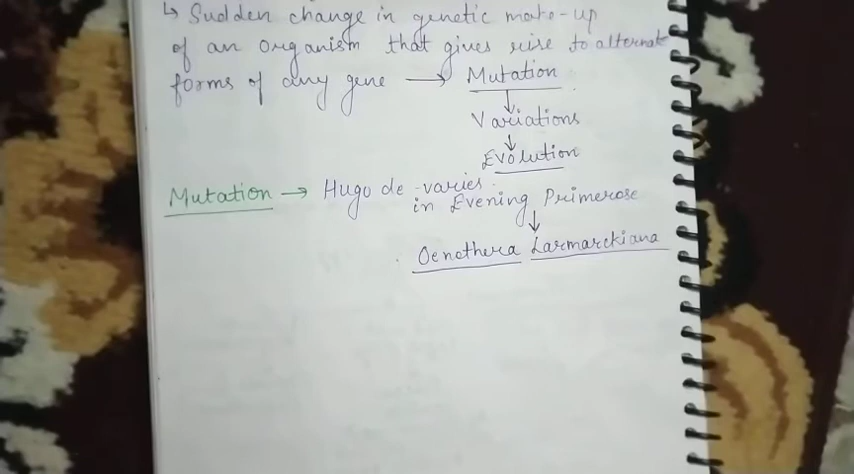 ↳ Sudden change in genetic make-up
of an organism that gives rise to alternate
forms of any gene → Mutation
↓
Variations
↓
Evolution
Mutation → Hugo de-varies
in Evening Primerose
↓
Oenothera Larmarckiana